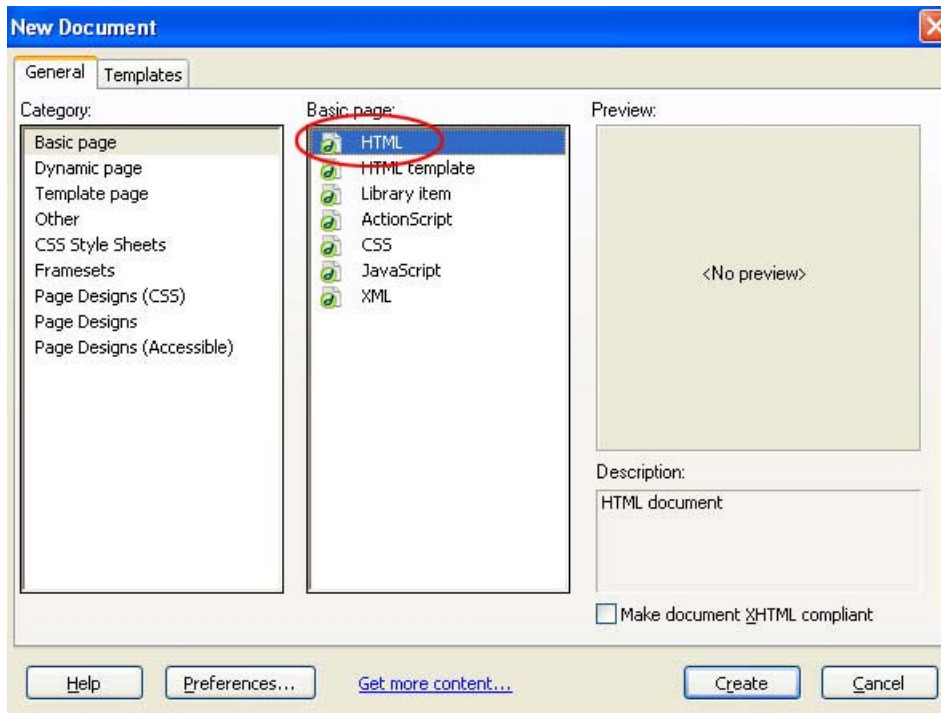 New Document
General
Templates
Category:
Basic page
Dynamic page
Template page
Other
CSS Style Sheets
Framesets
Page Designs (CSS)
Page Designs
Page Designs (Accessible)
Basic page:
HTML
HTML template
Library item
ActionScript
CSS
JavaScript
XML
Preview:
<No preview>
Description:
HTML document
Make document XHTML compliant
Help
Preferences...
Get more content...
Create
Cancel